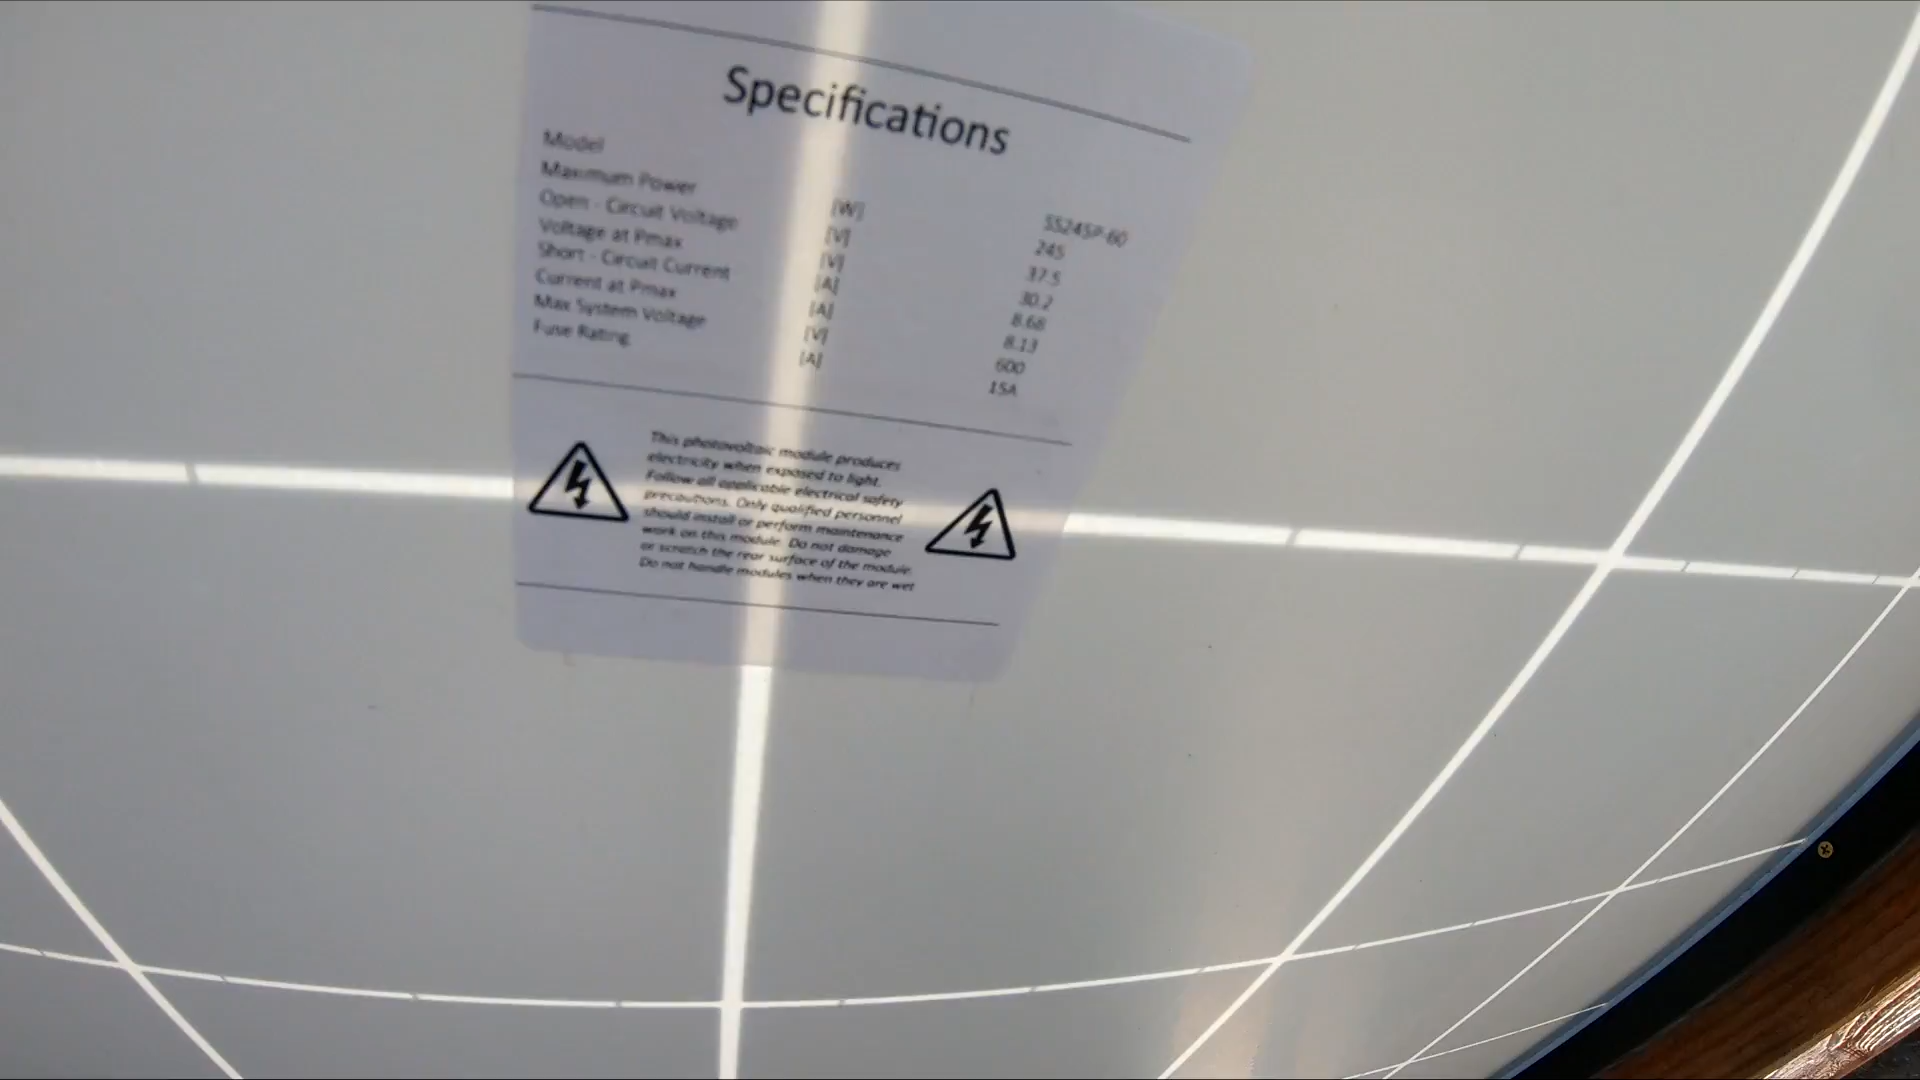 Specifications
Model SS245P-60
Maximum Power [W] 245
Open - Circuit Voltage [V] 37.5
Voltage at Pmax [V] 30.2
Short - Circuit Current [A] 8.68
Current at Pmax [A] 8.13
Max System Voltage [V] 600
Fuse Rating [A] 15A
This photovoltaic module produces
electricity when exposed to light.
Follow all applicable electrical safety
precautions. Only qualified personnel
should install or perform maintenance
work on this module. Do not damage
or scratch the rear surface of the module.
Do not handle modules when they are wet